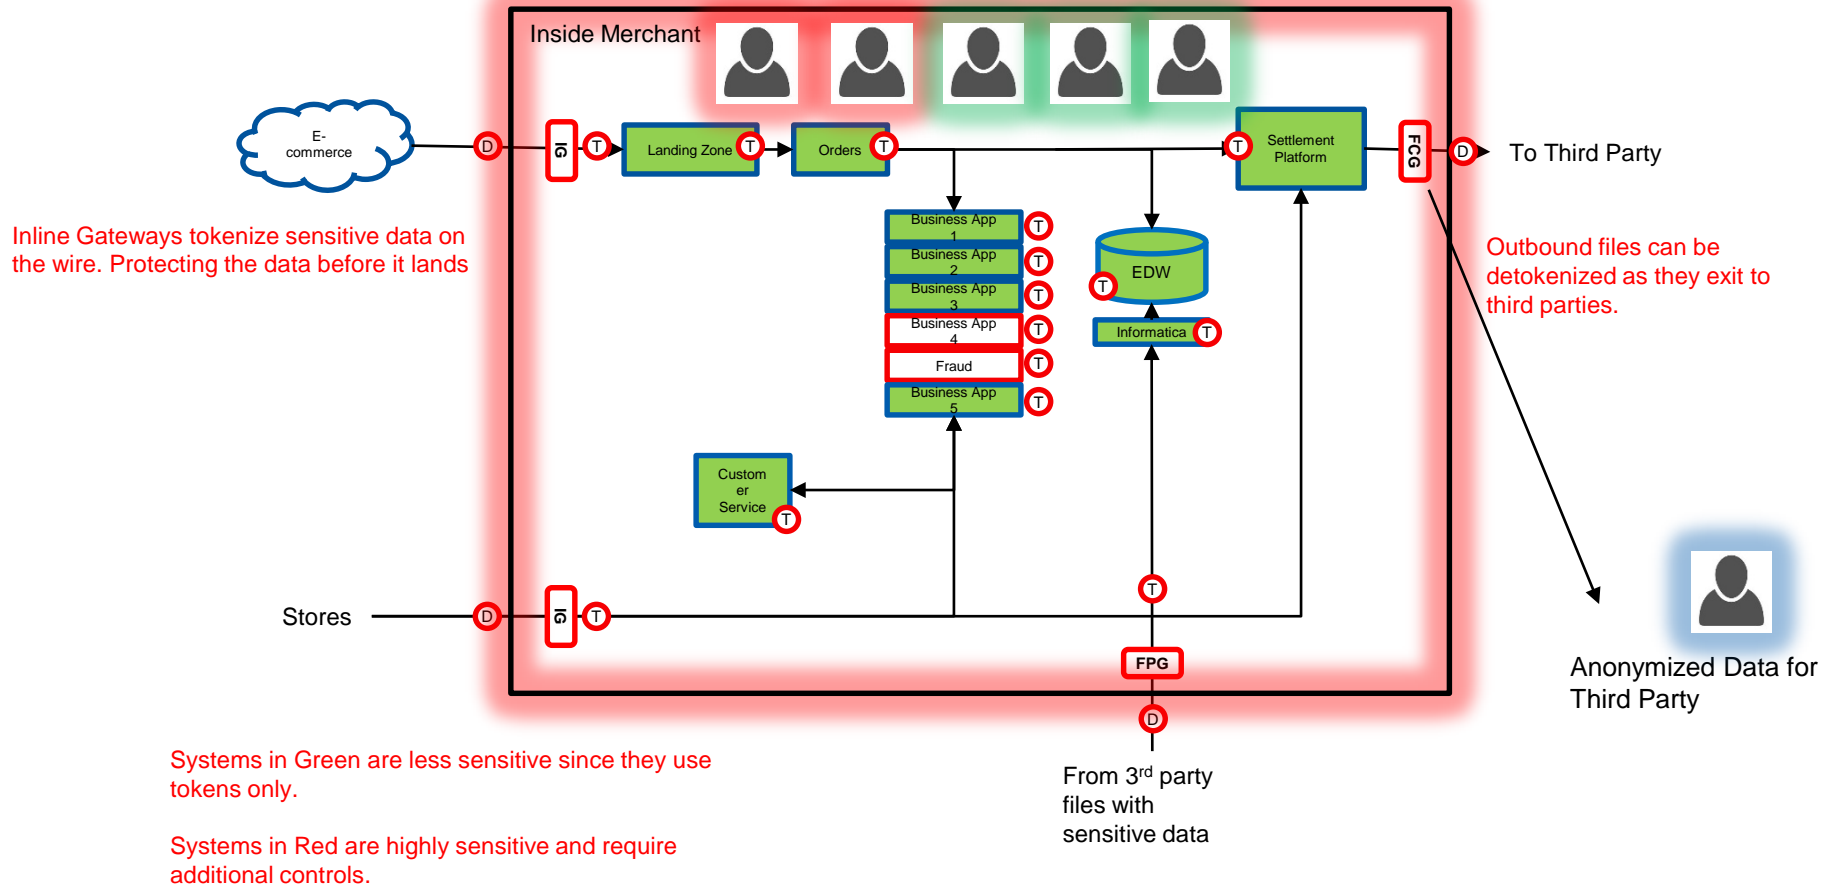 Inside Merchant
E-
commerce
D
IG
T
Landing Zone
T
Orders
T
T
Settlement
Platform
FCG
D
To Third Party
Inline Gateways tokenize sensitive data on
the wire. Protecting the data before it lands
Business App
1
T
Business App
2
T
Business App
3
T
Business App
4
T
Fraud
T
Business App
5
T
EDW
T
Informatica
T
Outbound files can be
detokenized as they exit to
third parties.
Custom
er
Service
T
Stores
D
IG
T
T
FPG
D
Anonymized Data for
Third Party
From 3rd party
files with
sensitive data
Systems in Green are less sensitive since they use
tokens only.
Systems in Red are highly sensitive and require
additional controls.